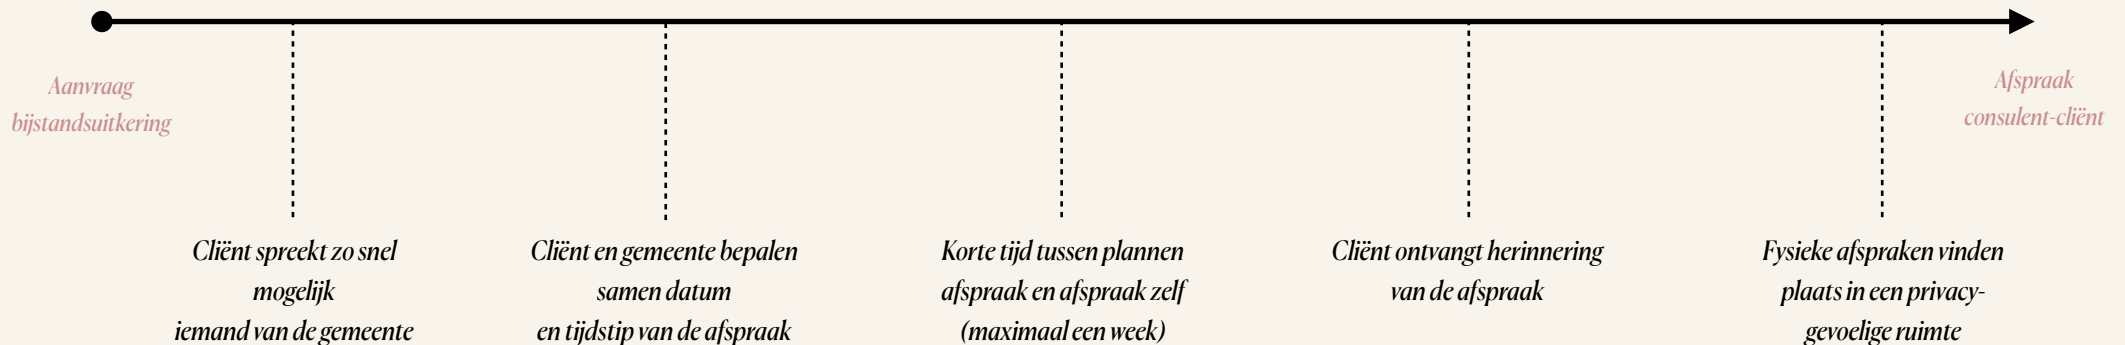 Aanvraag
bijstandsuitkering
Afspraak
consulent-cliënt
Cliënt spreekt zo snel
mogelijk
iemand van de gemeente
Cliënt en gemeente bepalen
samen datum
en tijdstip van de afspraak
Korte tijd tussen plannen
afspraak en afspraak zelf
(maximaal een week)
Cliënt ontvangt herinnering
van de afspraak
Fysieke afspraken vinden
plaats in een privacy-
gevoelige ruimte